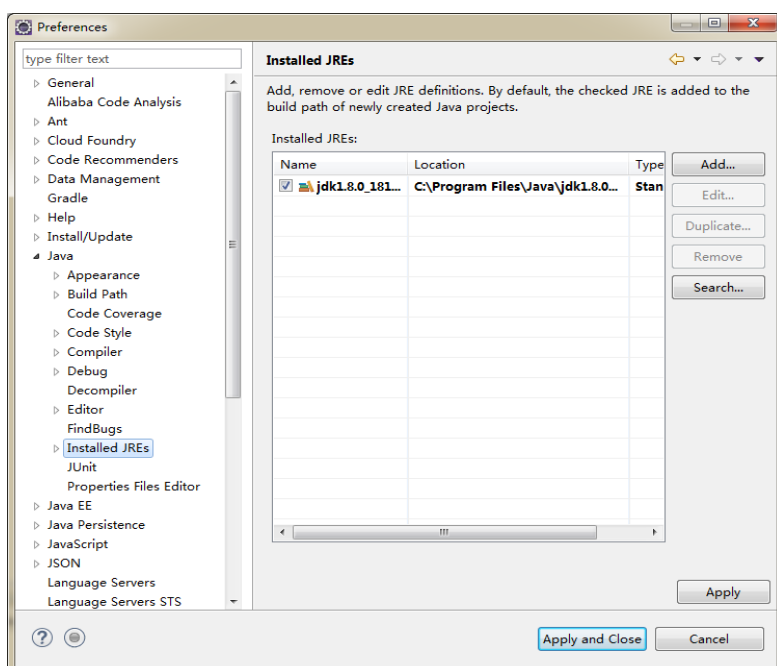 Preferences
type filter text
General
Alibaba Code Analysis
Ant
Cloud Foundry
Code Recommenders
Data Management
Gradle
Help
Install/Update
Java
Appearance
Build Path
Code Coverage
Code Style
Compiler
Debug
Decompiler
Editor
FindBugs
Installed JREs
JUnit
Properties Files Editor
Java EE
Java Persistence
JavaScript
JSON
Language Servers
Language Servers STS
Installed JREs
Add, remove or edit JRE definitions. By default, the checked JRE is added to the
build path of newly created Java projects.
Installed JREs:
Name Location Type
jdk1.8.0_181... C:\Program Files\Java\jdk1.8.0... Stan
Add...
Edit...
Duplicate...
Remove
Search...
Apply
Apply and Close Cancel